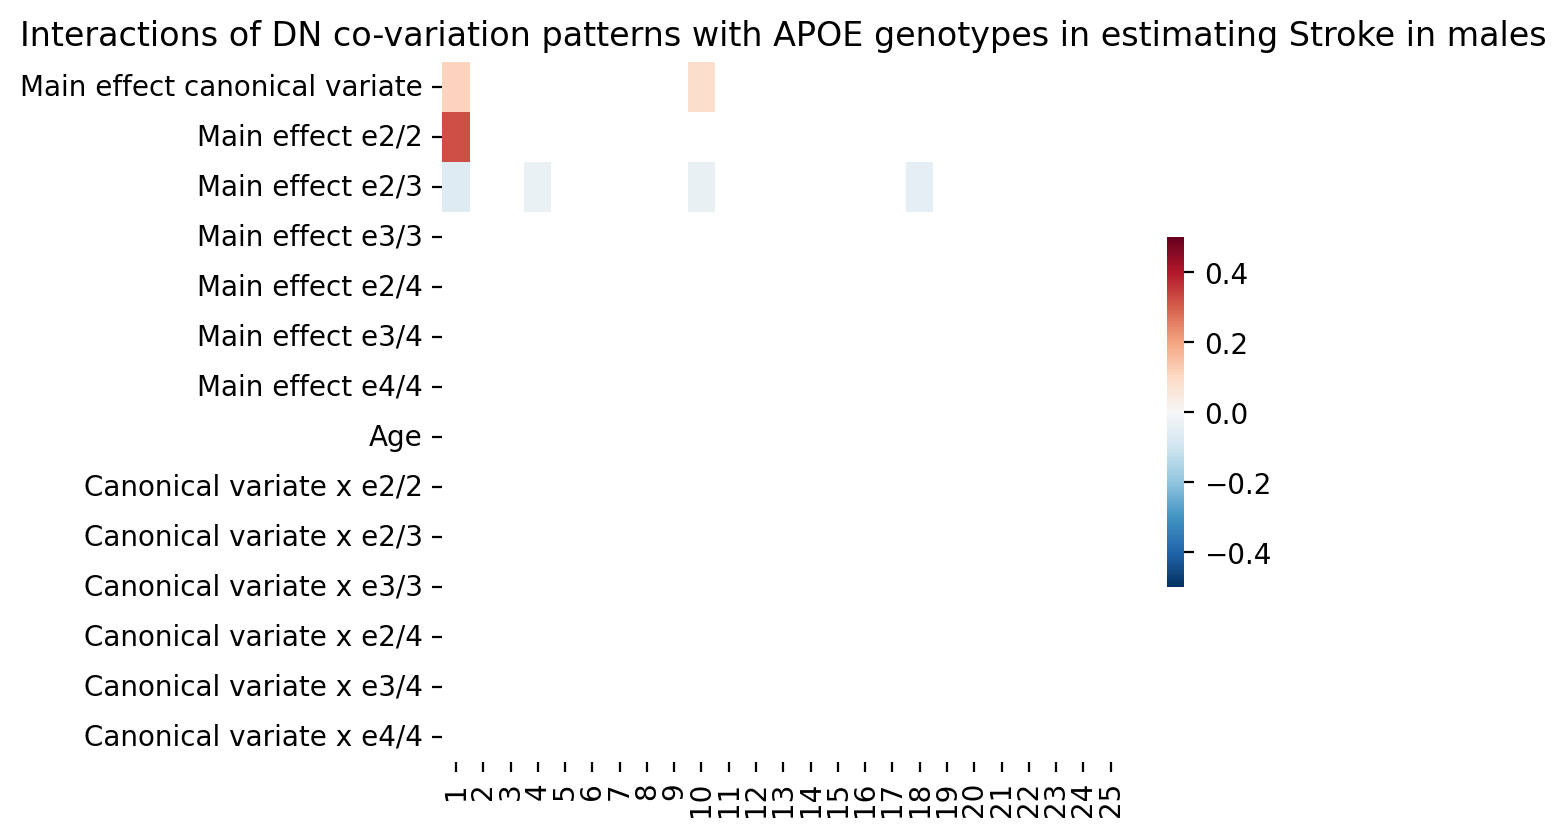 Interactions of DN co-variation patterns with APOE genotypes in estimating Stroke in males
Main effect canonical variate
Main effect e2/2
Main effect e2/3
Main effect e3/3
Main effect e2/4
Main effect e3/4
Main effect e4/4
Age
Canonical variate x e2/2
Canonical variate x e2/3
Canonical variate x e3/3
Canonical variate x e2/4
Canonical variate x e3/4
Canonical variate x e4/4
1 2 3 4 5 6 7 8 9 10 11 12 13 14 15 16 17 18 19 20 21 22 23 24 25
0.4
0.2
0.0
−0.2
−0.4